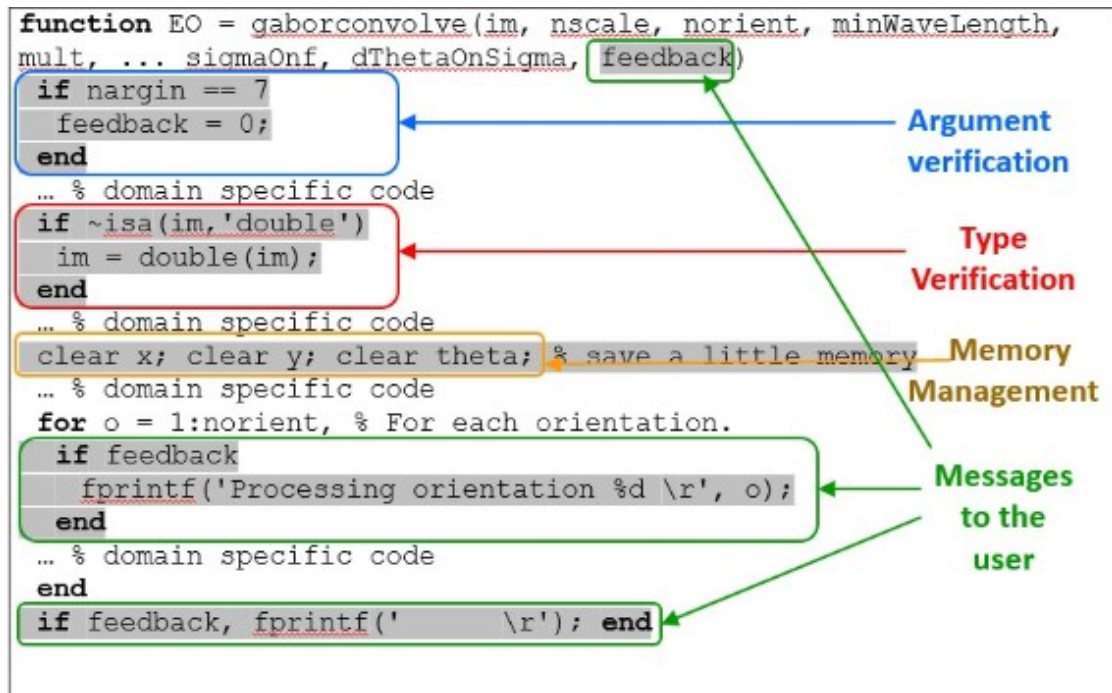 function EO = gaborconvolve(im, nscale, norient, minWaveLength,
mult, ... sigmaOnf, dThetaOnSigma, feedback)
if nargin == 7
feedback = 0;
end
… % domain specific code
if ~isa(im,'double')
im = double(im);
end
… % domain specific code
clear x; clear y; clear theta; % save a little memory
… % domain specific code
for o = 1:norient, % For each orientation.
if feedback
fprintf('Processing orientation %d \r', o);
end
… % domain specific code
end
if feedback, fprintf('      \r'); end
Argument
verification
Type
Verification
Memory
Management
Messages
to the
user